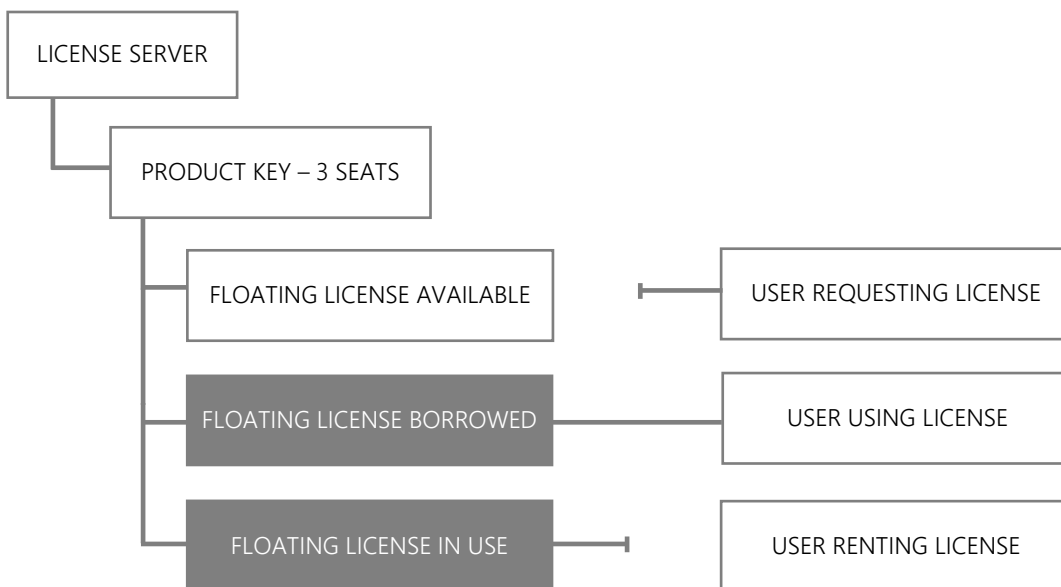 LICENSE SERVER
PRODUCT KEY – 3 SEATS
FLOATING LICENSE AVAILABLE
USER REQUESTING LICENSE
FLOATING LICENSE BORROWED
USER USING LICENSE
FLOATING LICENSE IN USE
USER RENTING LICENSE